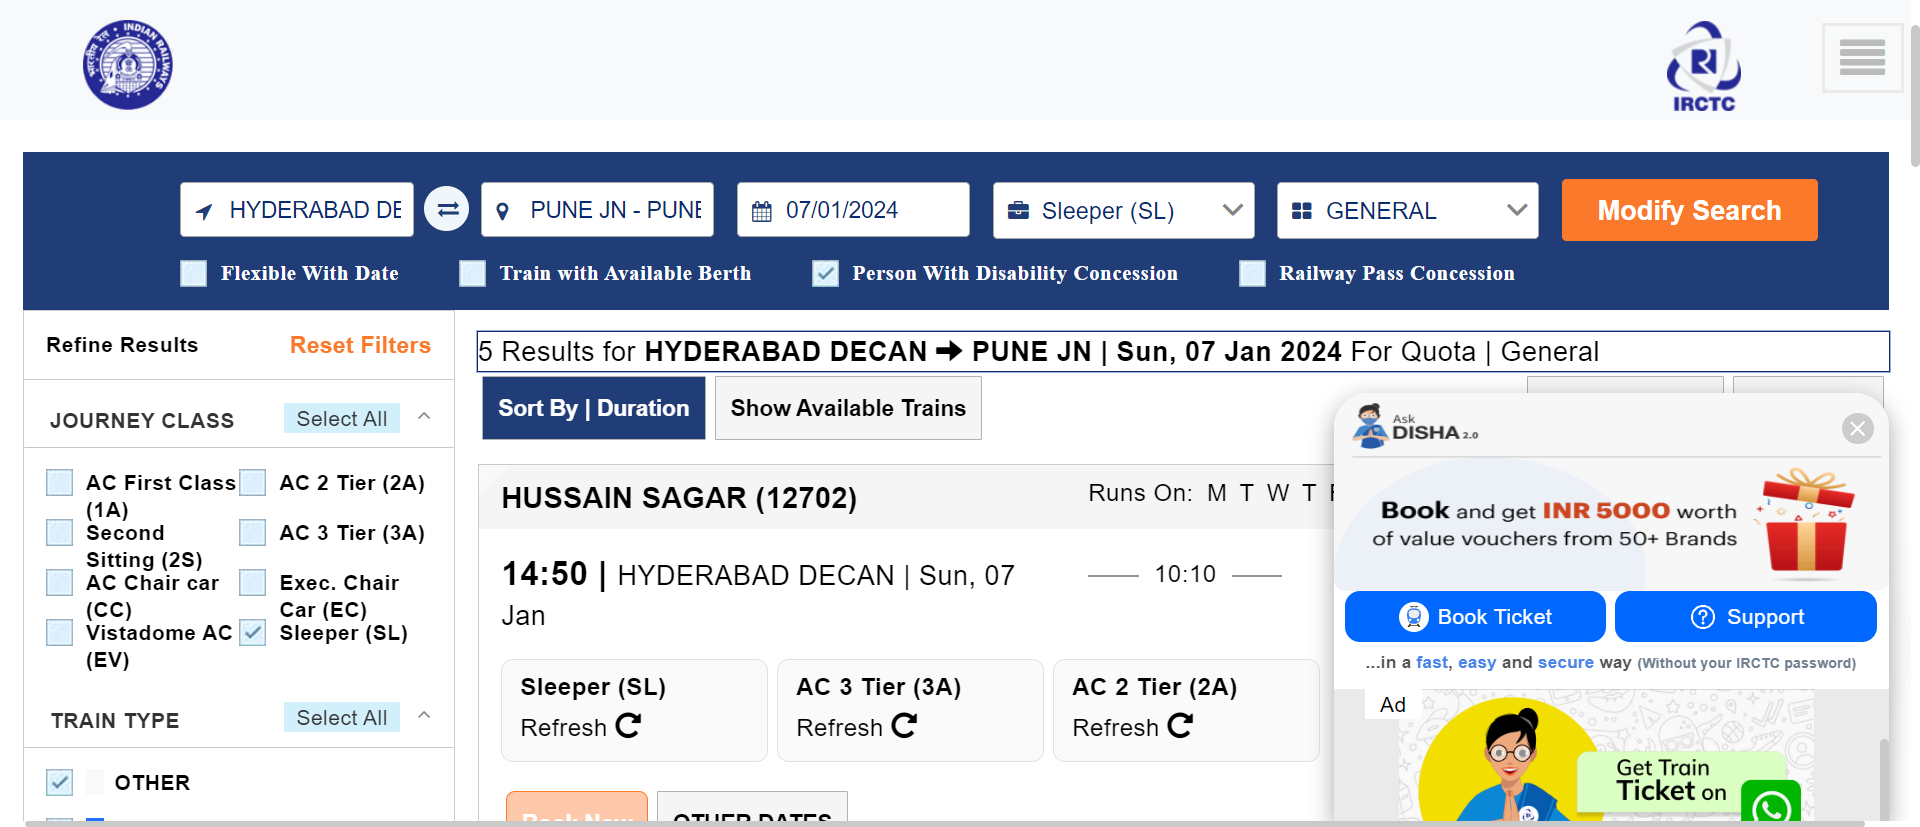 INDIAN RAILWAYS
भारतीय रेल
IRCTC
HYDERABAD DE
PUNE JN - PUNE
07/01/2024
Sleeper (SL)
GENERAL
Modify Search
Flexible With Date
Train with Available Berth
Person With Disability Concession
Railway Pass Concession
Refine Results
Reset Filters
5 Results for HYDERABAD DECAN ➔ PUNE JN | Sun, 07 Jan 2024 For Quota | General
Sort By | Duration
Show Available Trains
JOURNEY CLASS
Select All
AC First Class (1A)
AC 2 Tier (2A)
Second Sitting (2S)
AC 3 Tier (3A)
AC Chair car (CC)
Exec. Chair Car (EC)
Vistadome AC (EV)
Sleeper (SL)
TRAIN TYPE
Select All
OTHER
HUSSAIN SAGAR (12702)
Runs On: M T W T
14:50 | HYDERABAD DECAN | Sun, 07
Jan
10:10
Sleeper (SL)
Refresh
AC 3 Tier (3A)
Refresh
AC 2 Tier (2A)
Refresh
Book Now
OTHER DATES
Ask
DISHA 2.0
Book and get INR 5000 worth
of value vouchers from 50+ Brands
Book Ticket
Support
...in a fast, easy and secure way (Without your IRCTC password)
Ad
Get Train
Ticket on